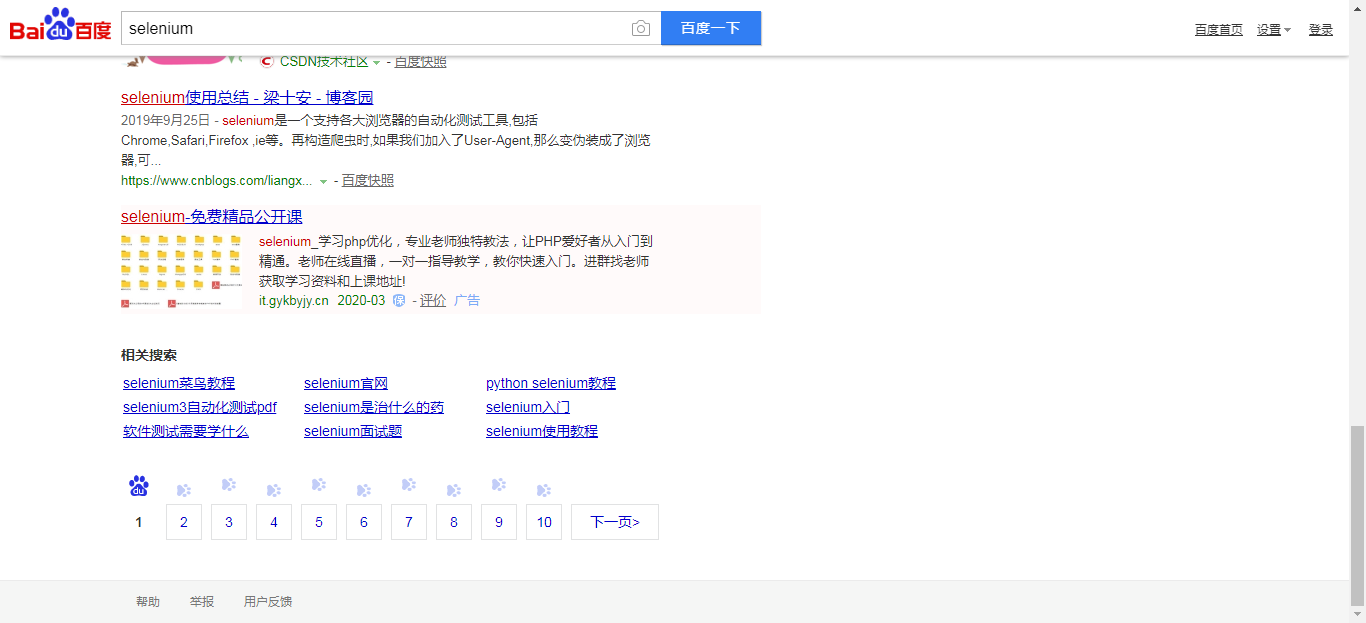 Bai du 百度 selenium 百度一下 百度首页 设置 登录
CSDN技术社区 - 百度快照
selenium使用总结 - 梁十安 - 博客园
2019年9月25日 - selenium是一个支持各大浏览器的自动化测试工具,包括
Chrome,Safari,Firefox ,ie等。再构造爬虫时,如果我们加入了User-Agent,那么变伪装成了浏览
器,可...
https://www.cnblogs.com/liangx... - 百度快照
selenium-免费精品公开课
selenium_学习php优化，专业老师独特教法，让PHP爱好者从入门到
精通。老师在线直播，一对一指导教学，教你快速入门。进群找老师
获取学习资料和上课地址!
it.gykbyjy.cn 2020-03 保 - 评价 广告
相关搜索
selenium菜鸟教程 selenium官网 python selenium教程
selenium3自动化测试pdf selenium是治什么的药 selenium入门
软件测试需要学什么 selenium面试题 selenium使用教程
du
1 2 3 4 5 6 7 8 9 10 下一页>
帮助 举报 用户反馈